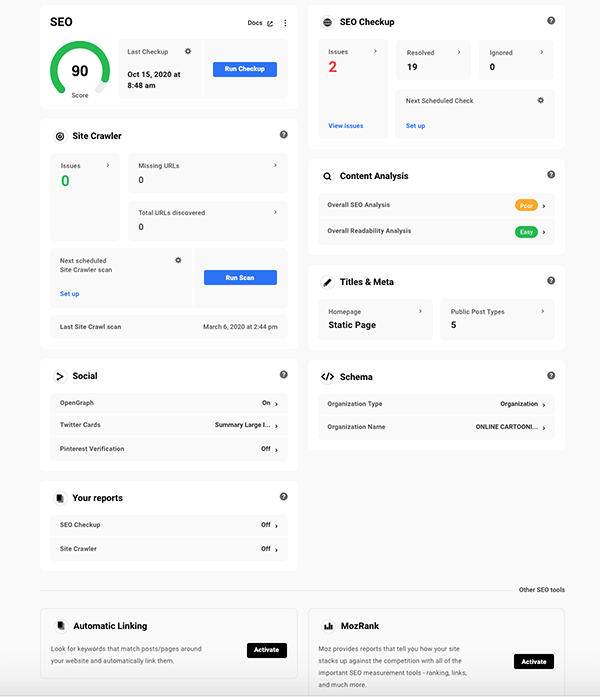 SEO
Docs
90
Score
Last Checkup
Oct 15, 2020 at
8:48 am
Run Checkup
Site Crawler
Issues
0
Missing URLs
0
Total URLs discovered
0
Next scheduled
Site Crawler scan
Set up
Run Scan
Last Site Crawl scan March 6, 2020 at 2:44 pm
Social
OpenGraph On
Twitter Cards Summary Large I...
Pinterest Verification Off
Your reports
SEO Checkup Off
Site Crawler Off
SEO Checkup
Issues
2
View issues
Resolved
19
Ignored
0
Next Scheduled Check
Set up
Content Analysis
Overall SEO Analysis Poor
Overall Readability Analysis Easy
Titles & Meta
Homepage
Static Page
Public Post Types
5
Schema
Organization Type Organization
Organization Name ONLINE CARTOONI...
Other SEO tools
Automatic Linking
Look for keywords that match posts/pages around
your website and automatically link them.
Activate
MozRank
Moz provides reports that tell you how your site
stacks up against the competition with all of the
important SEO measurement tools - ranking, links,
and much more.
Activate